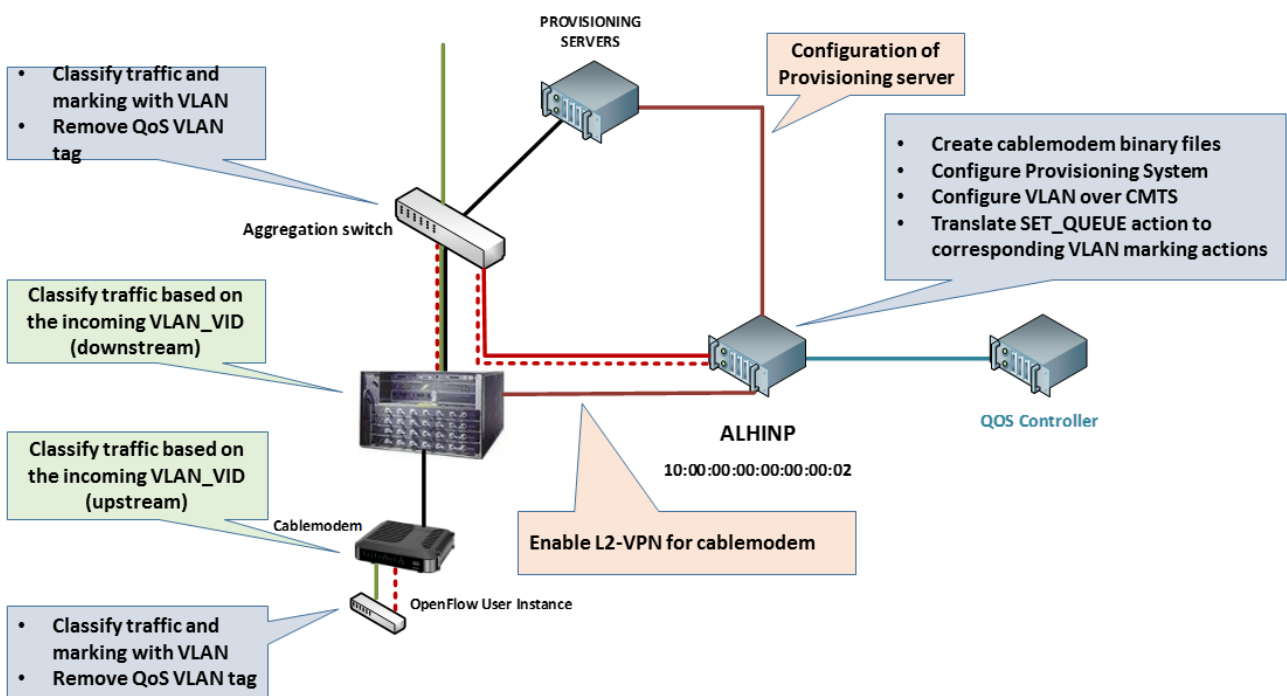 PROVISIONING
SERVERS
Configuration of
Provisioning server
• Classify traffic and
marking with VLAN
• Remove QoS VLAN
tag
• Create cablemodem binary files
• Configure Provisioning System
• Configure VLAN over CMTS
• Translate SET_QUEUE action to
corresponding VLAN marking actions
Aggregation switch
Classify traffic based on
the incoming VLAN_VID
(downstream)
ALHINP
10:00:00:00:00:00:00:02
QOS Controller
Classify traffic based on
the incoming VLAN_VID
(upstream)
Cablemodem
Enable L2-VPN for cablemodem
OpenFlow User Instance
• Classify traffic and
marking with VLAN
• Remove QoS VLAN tag